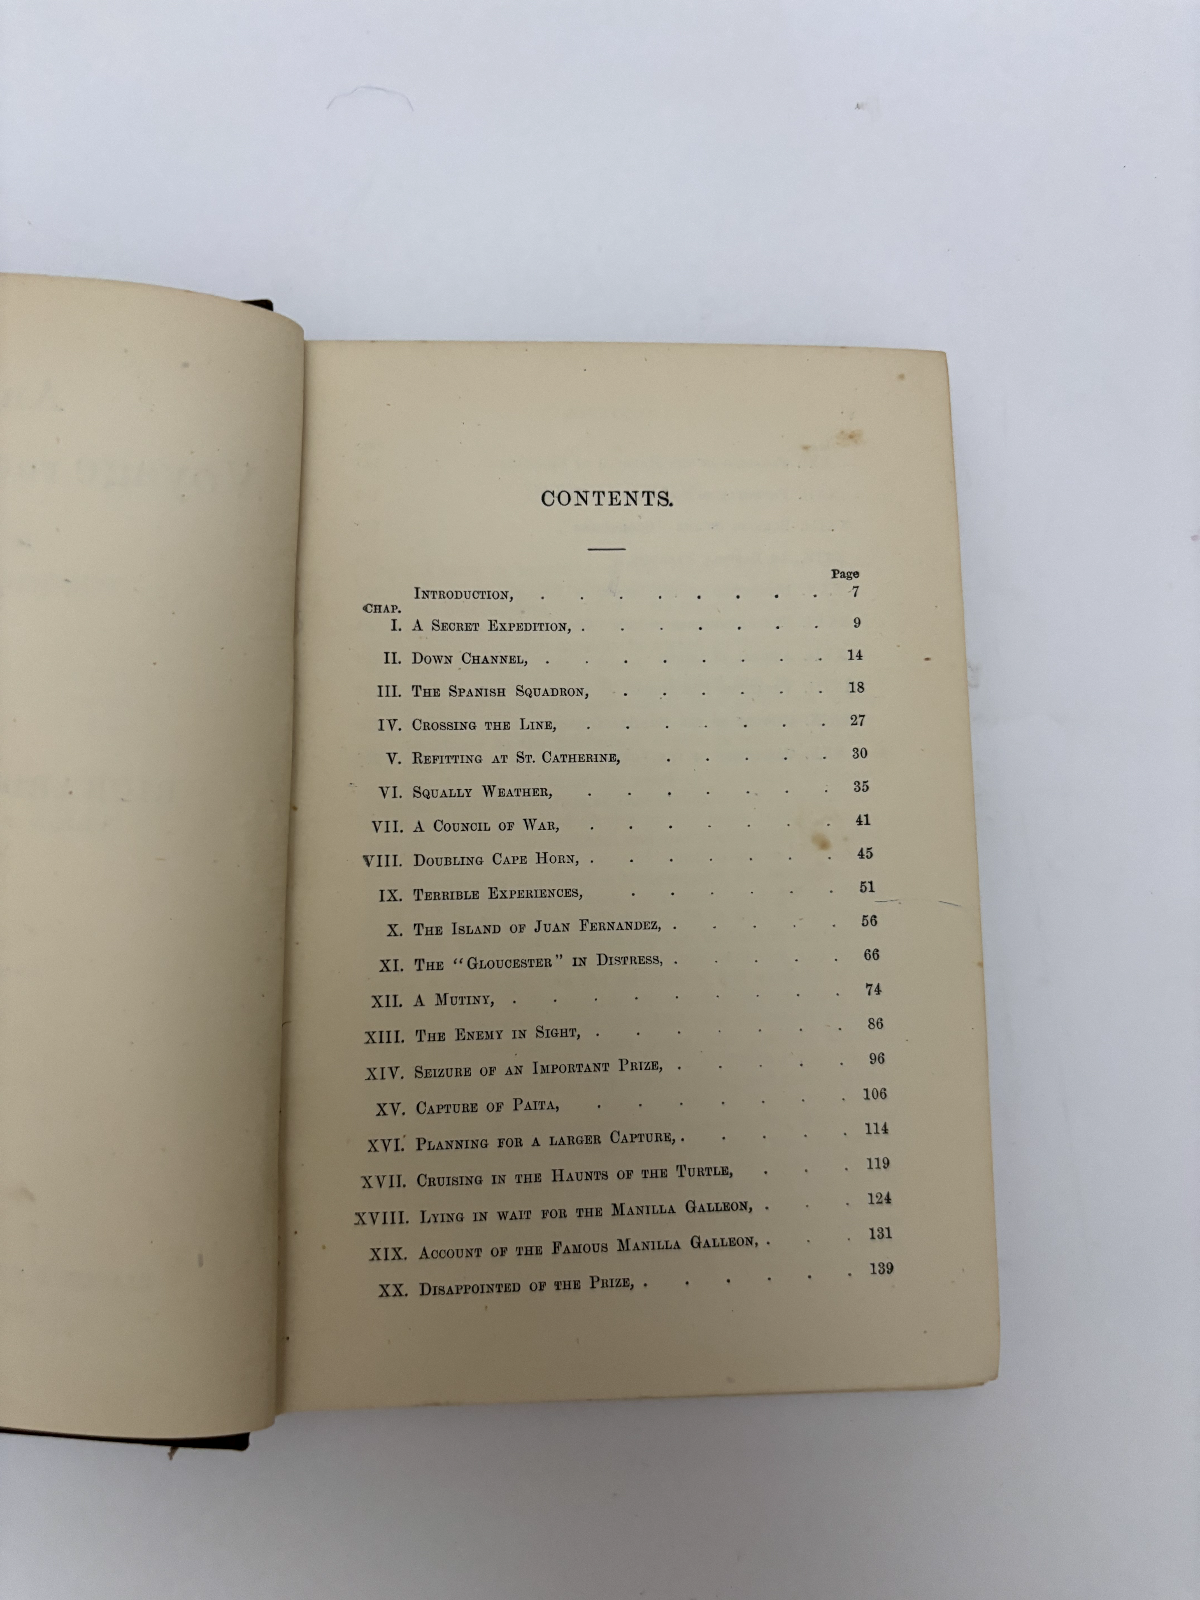 CONTENTS.
Page
INTRODUCTION, . . . . . . . . 7
CHAP.
I. A SECRET EXPEDITION, . . . . . . . 9
II. DOWN CHANNEL, . . . . . . . . 14
III. THE SPANISH SQUADRON, . . . . . . 18
IV. CROSSING THE LINE, . . . . . . . 27
V. REFITTING AT ST. CATHERINE, . . . . . 30
VI. SQUALLY WEATHER, . . . . . . . 35
VII. A COUNCIL OF WAR, . . . . . . . 41
VIII. DOUBLING CAPE HORN, . . . . . . . 45
IX. TERRIBLE EXPERIENCES, . . . . . . 51
X. THE ISLAND OF JUAN FERNANDEZ, . . . . . 56
XI. THE "GLOUCESTER" IN DISTRESS, . . . . . 66
XII. A MUTINY, . . . . . . . . . 74
XIII. THE ENEMY IN SIGHT, . . . . . . . 86
XIV. SEIZURE OF AN IMPORTANT PRIZE, . . . . . 96
XV. CAPTURE OF PAITA, . . . . . . . 106
XVI. PLANNING FOR A LARGER CAPTURE, . . . . . 114
XVII. CRUISING IN THE HAUNTS OF THE TURTLE, . . . 119
XVIII. LYING IN WAIT FOR THE MANILLA GALLEON, . . . 124
XIX. ACCOUNT OF THE FAMOUS MANILLA GALLEON, . . . 131
XX. DISAPPOINTED OF THE PRIZE, . . . . . . 139